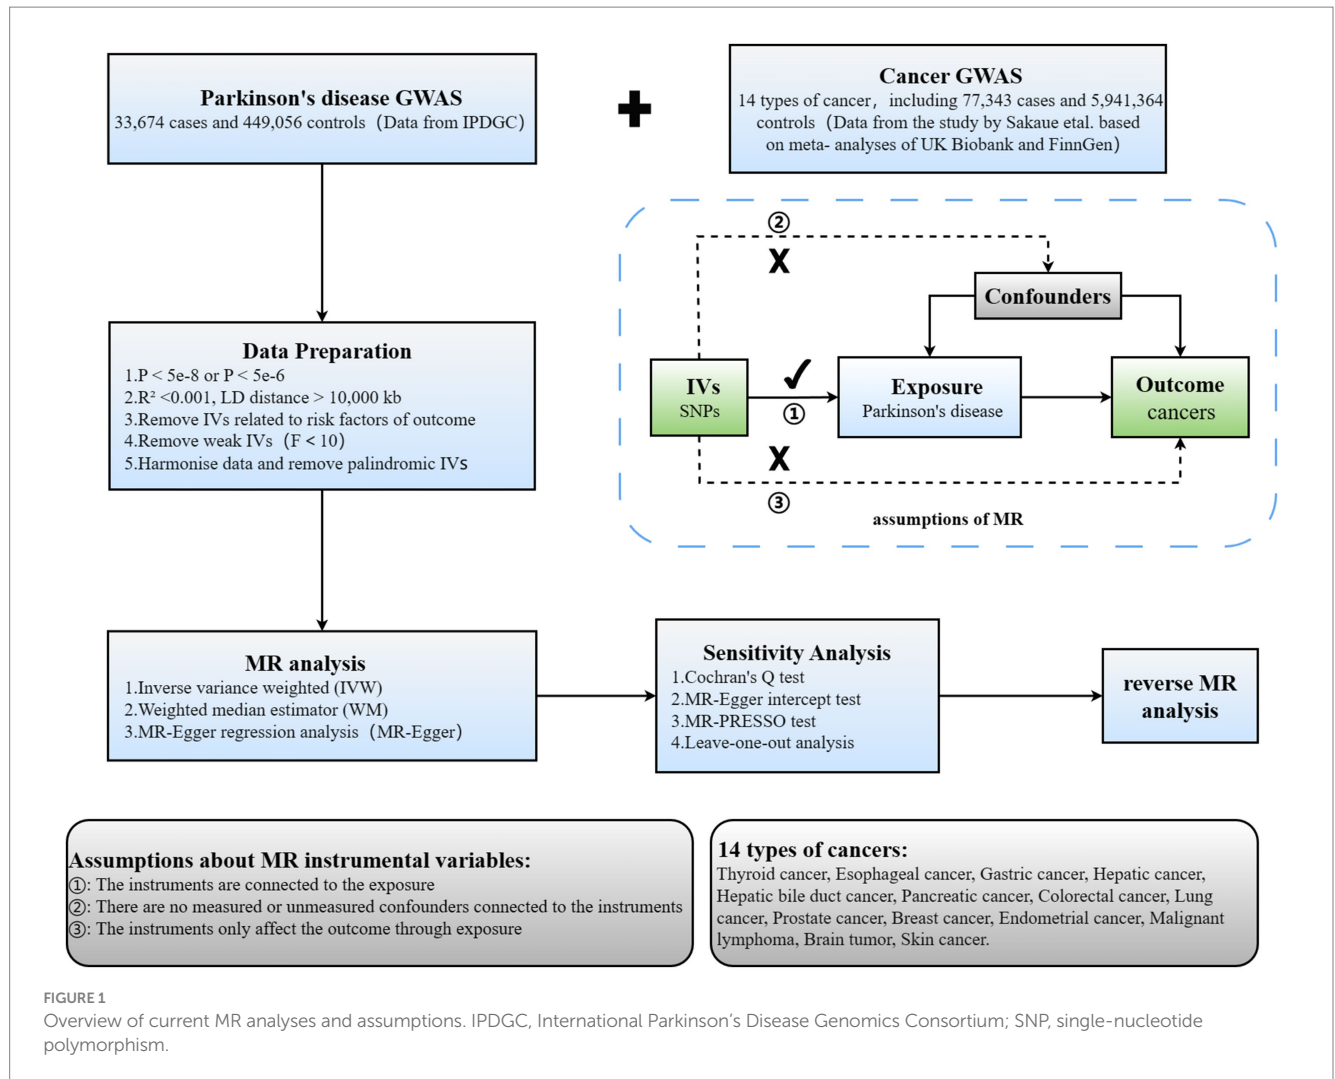 Parkinson's disease GWAS
33,674 cases and 449,056 controls（Data from IPDGC）
Cancer GWAS
14 types of cancer，including 77,343 cases and 5,941,364
controls（Data from the study by Sakaue etal. based
on meta- analyses of UK Biobank and FinnGen）
Data Preparation
1.P < 5e-8 or P < 5e-6
2.R² <0.001, LD distance > 10,000 kb
3.Remove IVs related to risk factors of outcome
4.Remove weak IVs（F < 10）
5.Harmonise data and remove palindromic IVs
②
X
Confounders
IVs
SNPs
①
Exposure
Parkinson's disease
Outcome
cancers
X
③
assumptions of MR
MR analysis
1.Inverse variance weighted (IVW)
2.Weighted median estimator (WM)
3.MR-Egger regression analysis（MR-Egger）
Sensitivity Analysis
1.Cochran's Q test
2.MR-Egger intercept test
3.MR-PRESSO test
4.Leave-one-out analysis
reverse MR
analysis
Assumptions about MR instrumental variables:
①: The instruments are connected to the exposure
②: There are no measured or unmeasured confounders connected to the instruments
③: The instruments only affect the outcome through exposure
14 types of cancers:
Thyroid cancer, Esophageal cancer, Gastric cancer, Hepatic cancer,
Hepatic bile duct cancer, Pancreatic cancer, Colorectal cancer, Lung
cancer, Prostate cancer, Breast cancer, Endometrial cancer, Malignant
lymphoma, Brain tumor, Skin cancer.
FIGURE 1
Overview of current MR analyses and assumptions. IPDGC, International Parkinson's Disease Genomics Consortium; SNP, single-nucleotide
polymorphism.